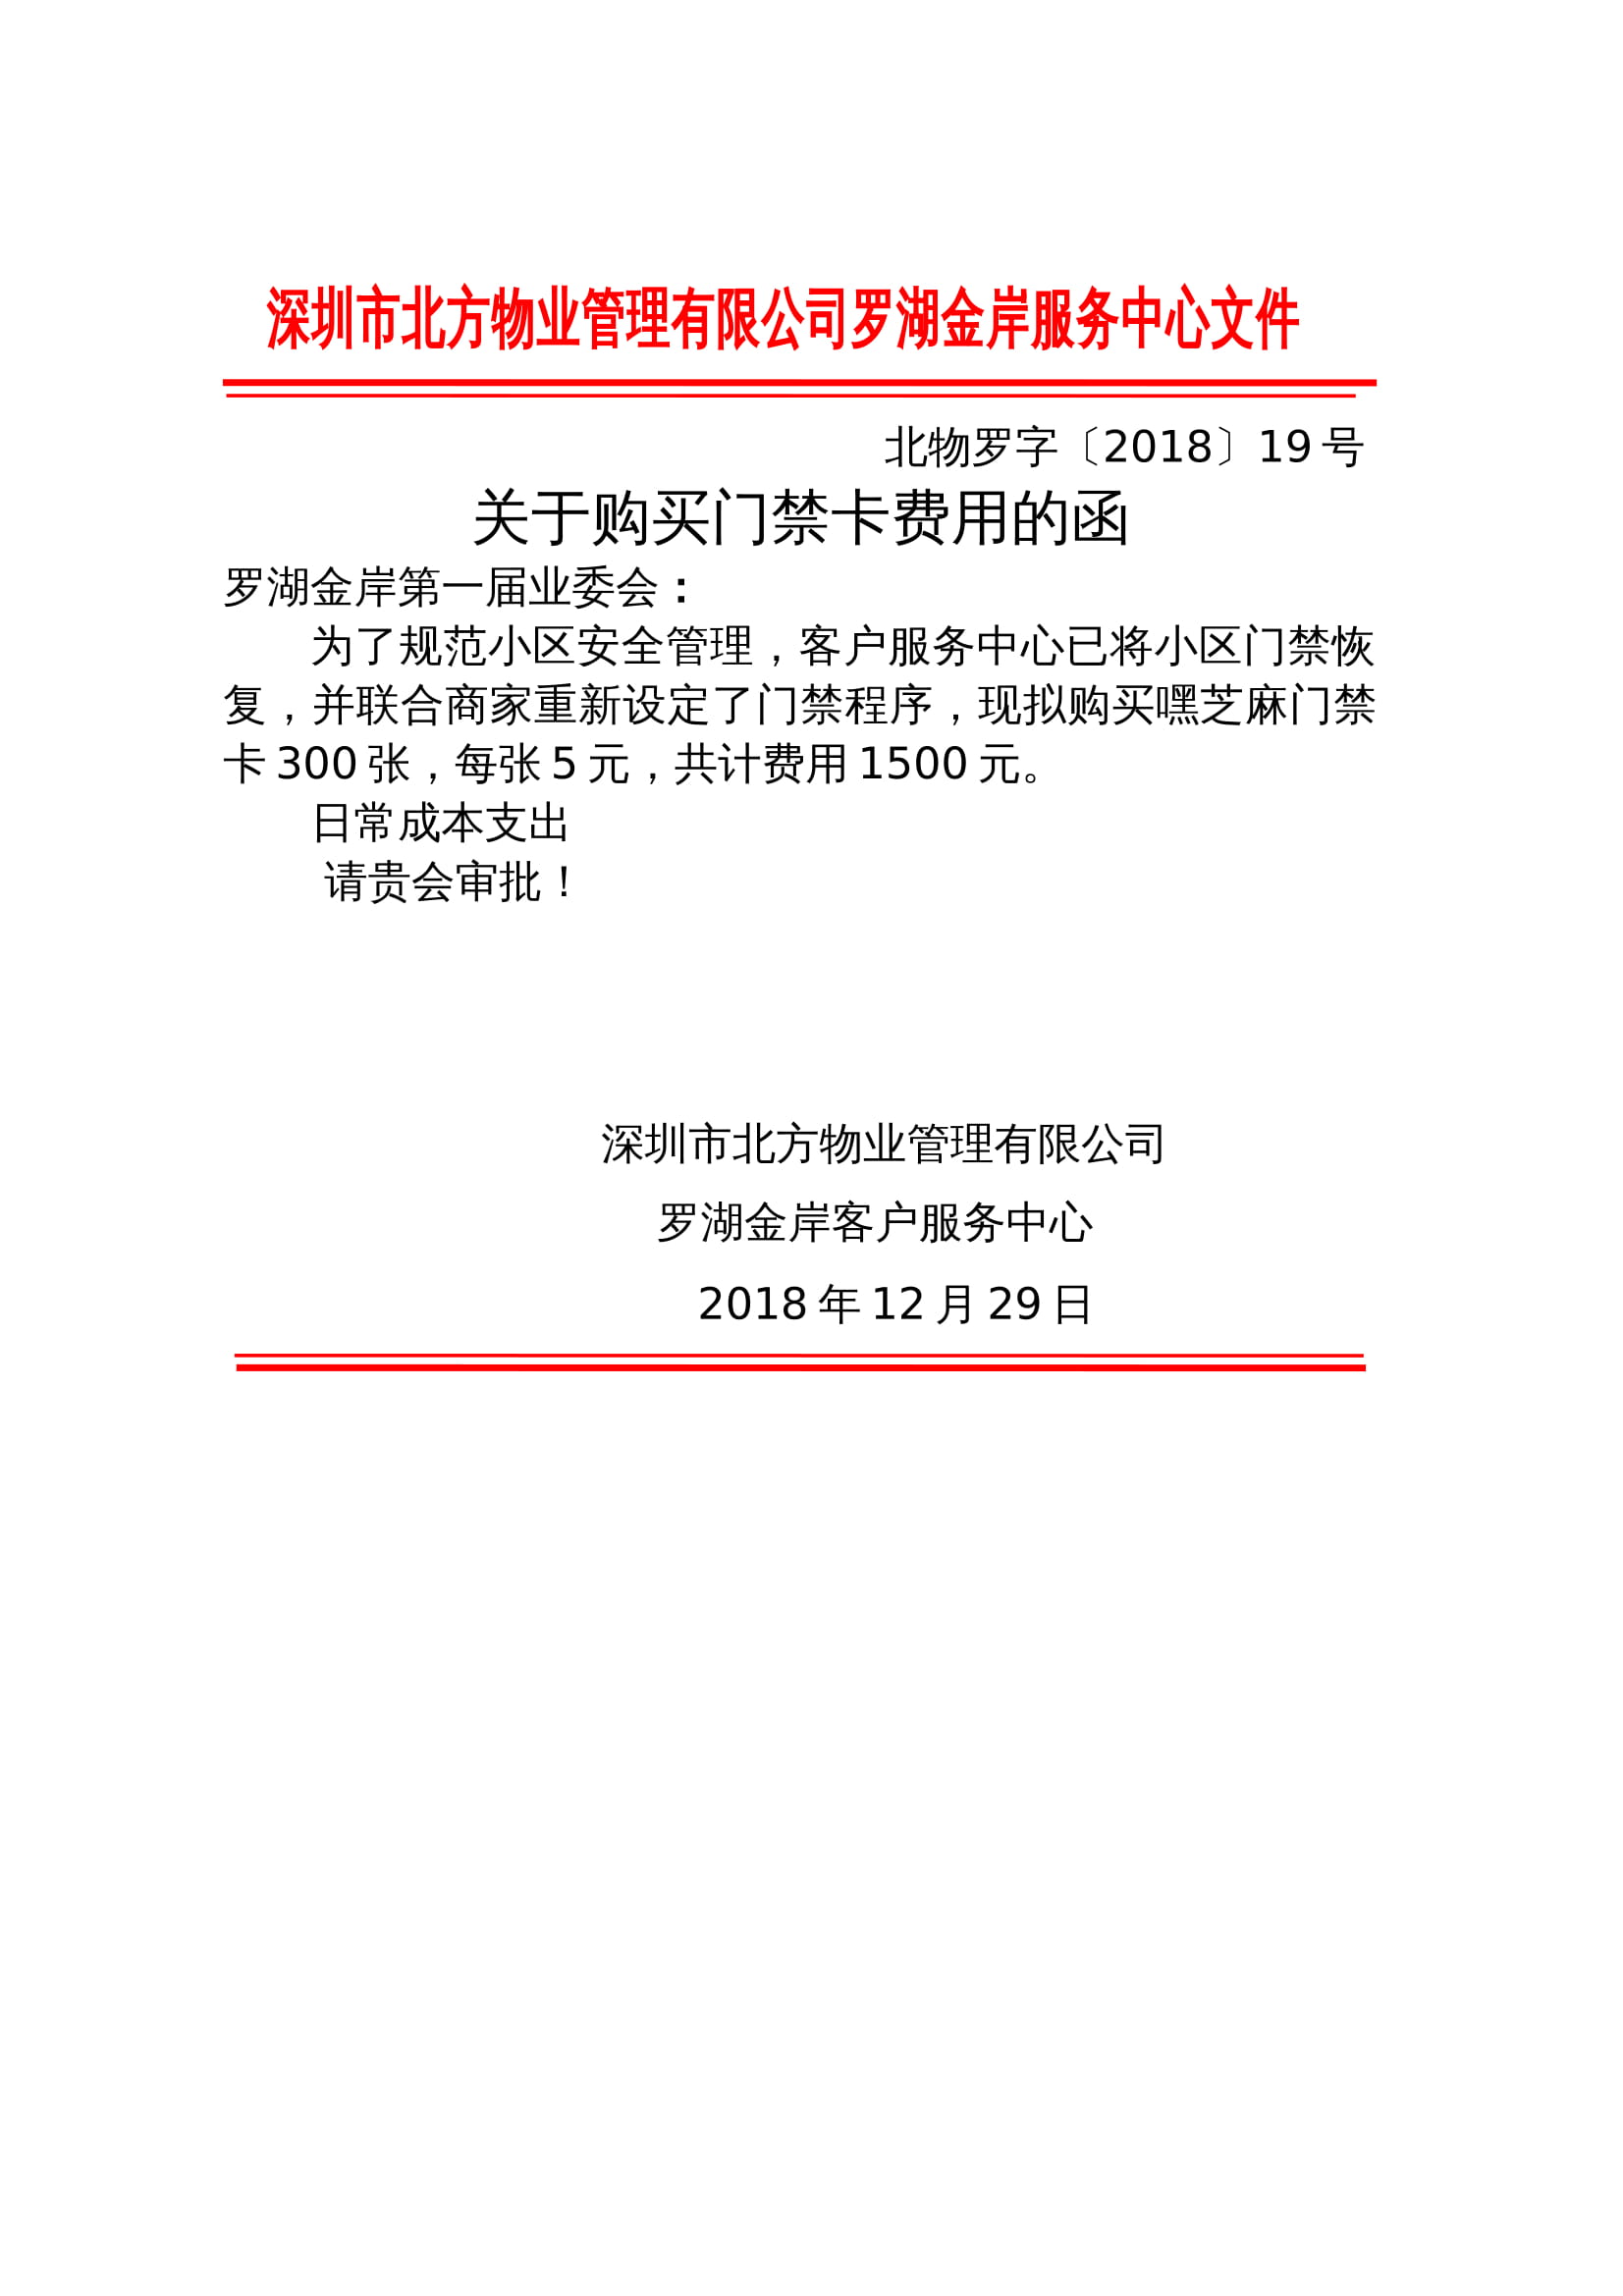 深圳市北方物业管理有限公司罗湖金岸服务中心文件
北物罗字〔2018〕19号
关于购买门禁卡费用的函
罗湖金岸第一届业委会：
为了规范小区安全管理，客户服务中心已将小区门禁恢
复，并联合商家重新设定了门禁程序，现拟购买嘿芝麻门禁
卡300张，每张5元，共计费用1500元。
日常成本支出
请贵会审批！
深圳市北方物业管理有限公司
罗湖金岸客户服务中心
2018年12月29日